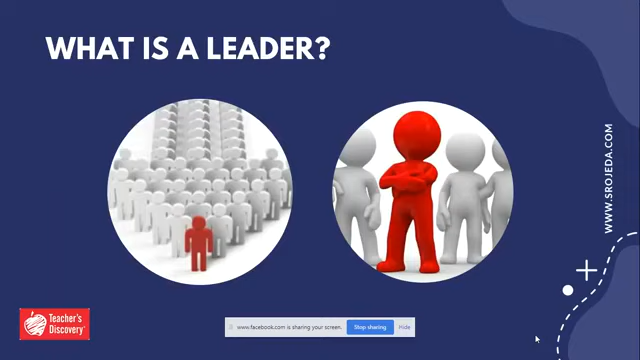 WHAT IS A LEADER?
WWW.SROJEDA.COM
Teacher's
Discovery
www.facebook.com is sharing your screen.
Stop sharing
Hide